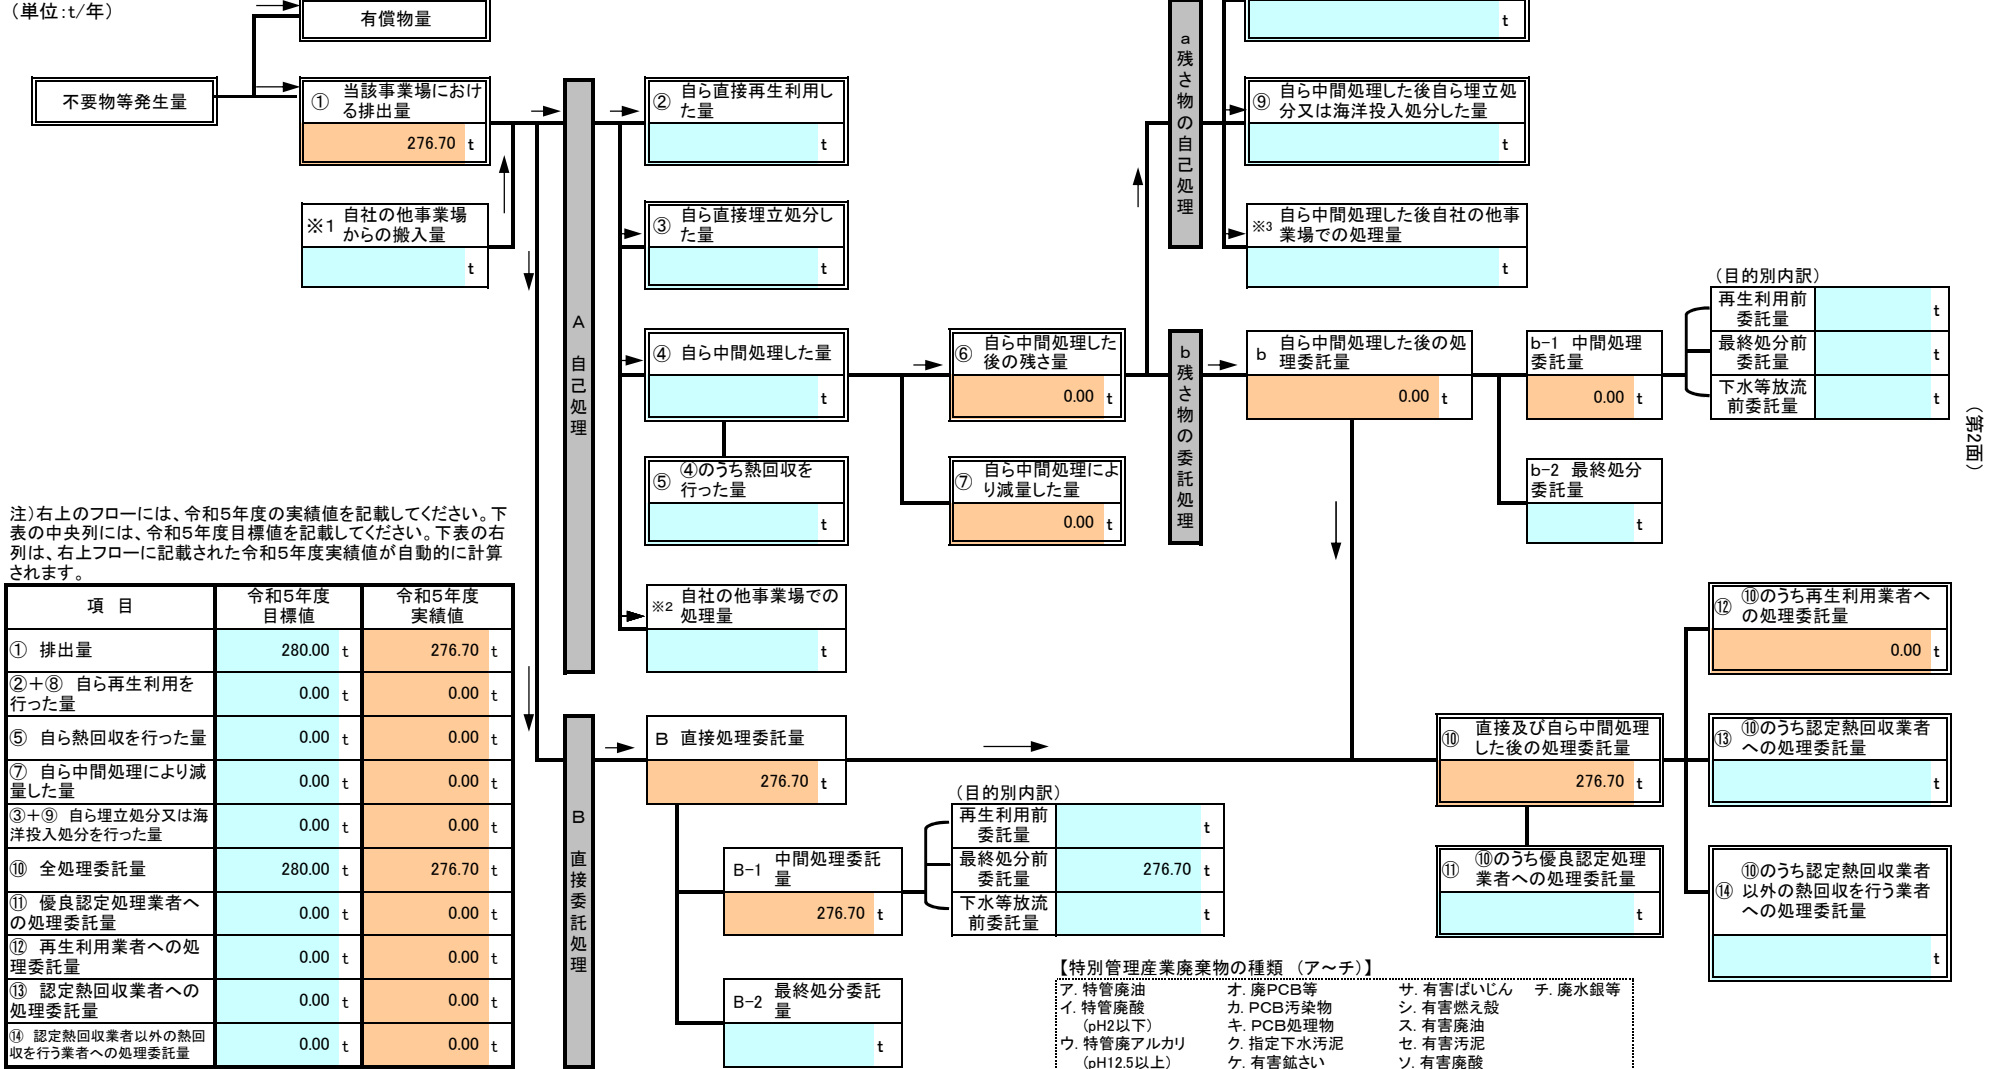 （単位：t/年）
有償物量
不要物等発生量
① 当該事業場におけ
る排出量
276.70 t
※1 自社の他事業場
からの搬入量
t
A 自己処理
② 自ら直接再生利用し
た量
t
③ 自ら直接埋立処分し
た量
t
④ 自ら中間処理した量
t
⑤ ④のうち熱回収を
行った量
t
※2 自社の他事業場での
処理量
t
⑥ 自ら中間処理した
後の残さ量
0.00 t
⑦ 自ら中間処理によ
り減量した量
0.00 t
a残さ物の自己処理
t
⑨ 自ら中間処理した後自ら埋立処
分又は海洋投入処分した量
t
※3 自ら中間処理した後自社の他事
業場での処理量
t
b残さ物の委託処理
b 自ら中間処理した後の処
理委託量
0.00 t
b-1 中間処理
委託量
0.00 t
b-2 最終処分
委託量
t
（目的別内訳）
再生利用前
委託量
t
最終処分前
委託量
t
下水等放流
前委託量
t
（第2面）
注）右上のフローには、令和5年度の実績値を記載してください。下
表の中央列には、令和5年度目標値を記載してください。下表の右
列は、右上フローに記載された令和5年度実績値が自動的に計算
されます。
項 目 令和5年度
目標値 令和5年度
実績値
① 排出量 280.00 t 276.70 t
②＋⑧ 自ら再生利用を
行った量 0.00 t 0.00 t
⑤ 自ら熱回収を行った量 0.00 t 0.00 t
⑦ 自ら中間処理により減
量した量 0.00 t 0.00 t
③＋⑨ 自ら埋立処分又は海
洋投入処分を行った量 0.00 t 0.00 t
⑩ 全処理委託量 280.00 t 276.70 t
⑪ 優良認定処理業者へ
の処理委託量 0.00 t 0.00 t
⑫ 再生利用業者への処
理委託量 0.00 t 0.00 t
⑬ 認定熱回収業者への
処理委託量 0.00 t 0.00 t
⑭ 認定熱回収業者以外の熱回
収を行う業者への処理委託量 0.00 t 0.00 t
B 直接委託処理
B 直接処理委託量
276.70 t
B-1 中間処理委託
量
276.70 t
B-2 最終処分委託
量
t
（目的別内訳）
再生利用前
委託量
t
最終処分前
委託量
276.70 t
下水等放流
前委託量
t
⑩ 直接及び自ら中間処理
した後の処理委託量
276.70 t
⑪ ⑩のうち優良認定処理
業者への処理委託量
t
⑫ ⑩のうち再生利用業者へ
の処理委託量
0.00 t
⑬ ⑩のうち認定熱回収業者
への処理委託量
t
⑭ ⑩のうち認定熱回収業者
以外の熱回収を行う業者
への処理委託量
t
【特別管理産業廃棄物の種類 （ア～チ）】
ア. 特管廃油 オ. 廃PCB等 サ. 有害ばいじん チ. 廃水銀等
イ. 特管廃酸 カ. PCB汚染物 シ. 有害燃え殻
（pH2以下） キ. PCB処理物 ス. 有害廃油
ウ. 特管廃アルカリ ク. 指定下水汚泥 セ. 有害汚泥
（pH12.5以上） ケ. 有害鉱さい ソ. 有害廃酸